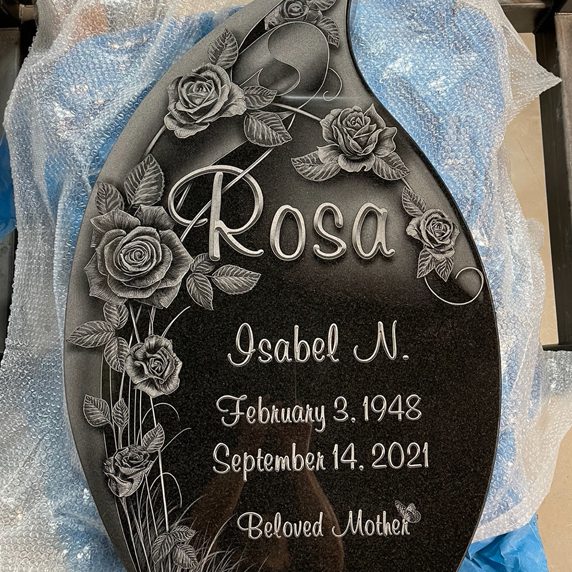 Rosa
Isabel N.
February 3, 1948
September 14, 2021
Beloved Mother